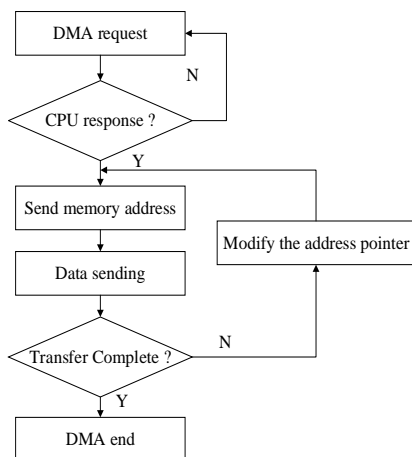 DMA request
N
CPU response ?
Y
Send memory address
Modify the address pointer
Data sending
Transfer Complete ?
N
Y
DMA end